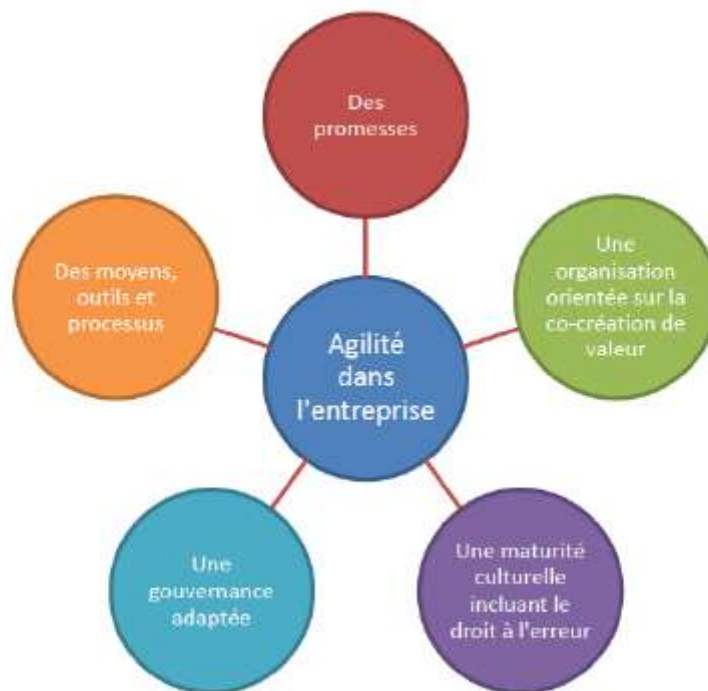 Des
promesses
Une
organisation
orientée sur la
co-création de
valeur
Des moyens,
outils et
processus
Agilité
dans
l'entreprise
Une maturité
culturelle
incluant le
droit à l'erreur
Une
gouvernance
adaptée